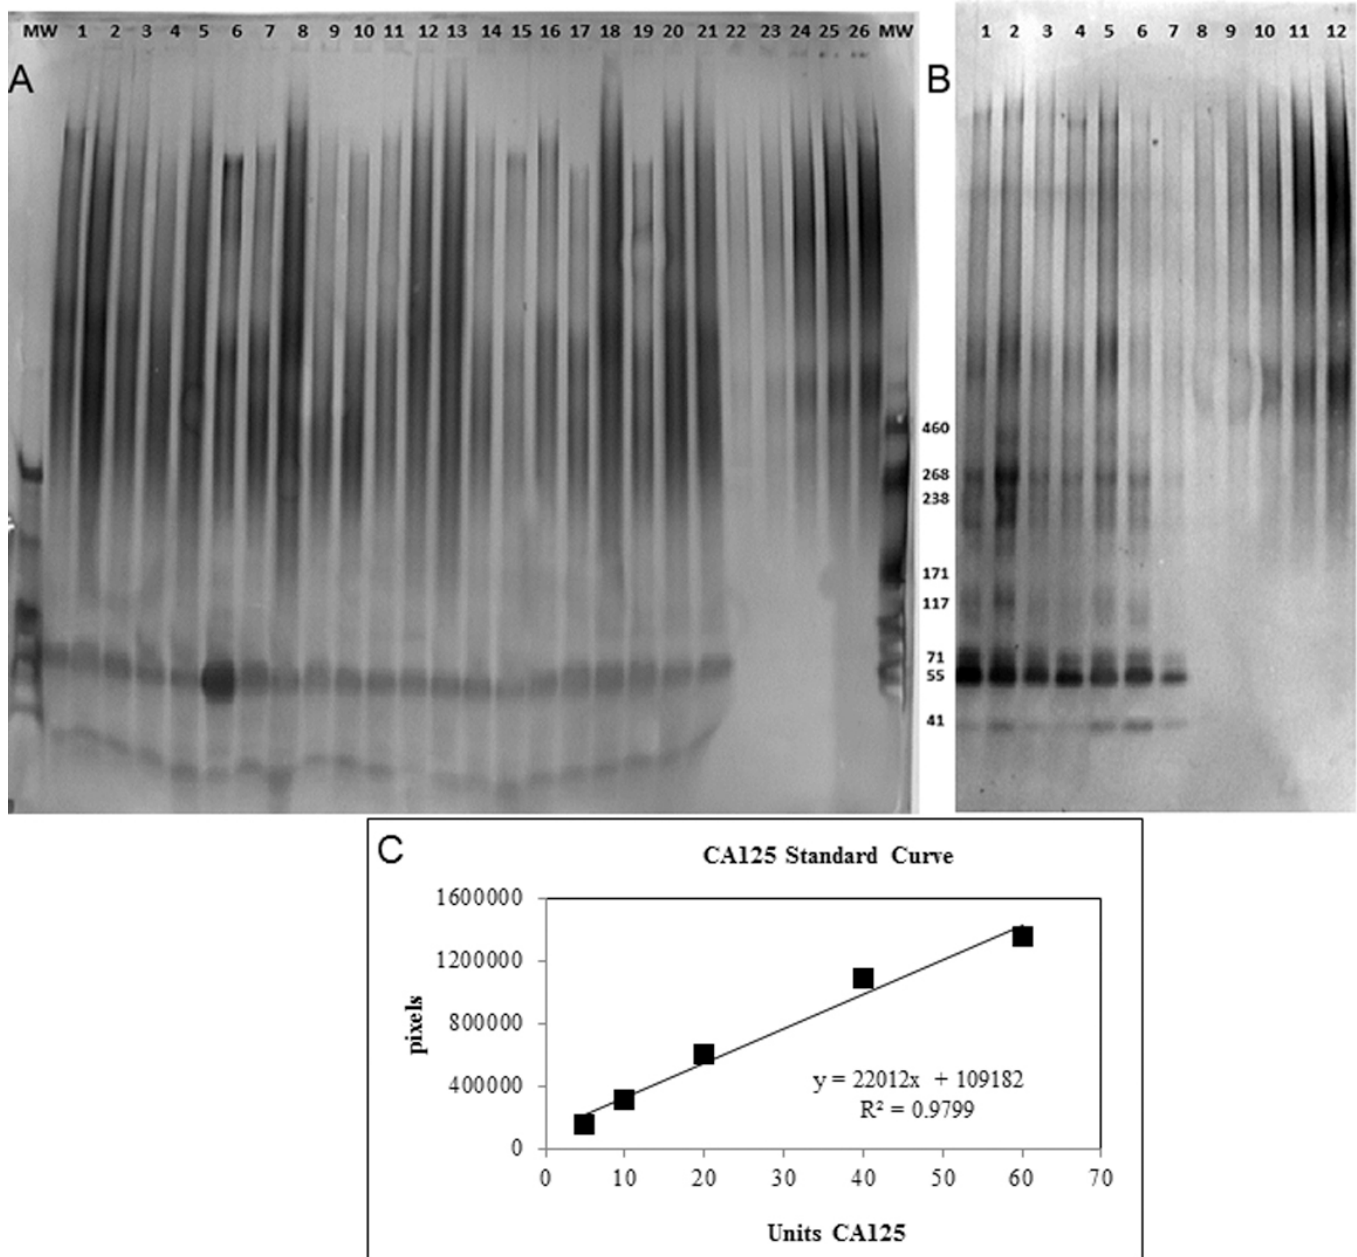 MW 1 2 3 4 5 6 7 8 9 10 11 12 13 14 15 16 17 18 19 20 21 22 23 24 25 26 MW
A
1 2 3 4 5 6 7 8 9 10 11 12
B
460
268
238
171
117
71
55
41
C
CA125 Standard Curve
1600000
1200000
800000
400000
0
pixels
y = 22012x + 109182
R² = 0.9799
0 10 20 30 40 50 60 70
Units CA125